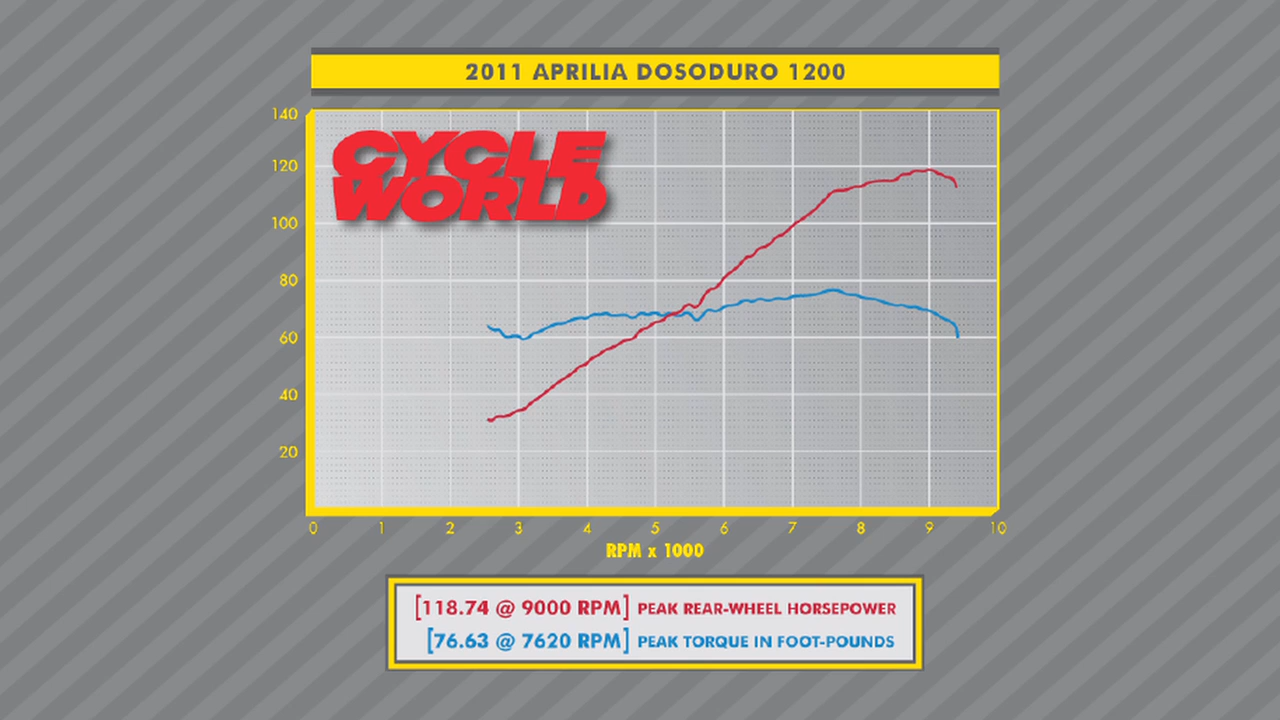 2011 APRILIA DOSODURO 1200
CYCLE
WORLD
140
120
100
80
60
40
20
0 1 2 3 4 5 6 7 8 9 10
RPM x 1000
[118.74 @ 9000 RPM] PEAK REAR-WHEEL HORSEPOWER
[76.63 @ 7620 RPM] PEAK TORQUE IN FOOT-POUNDS